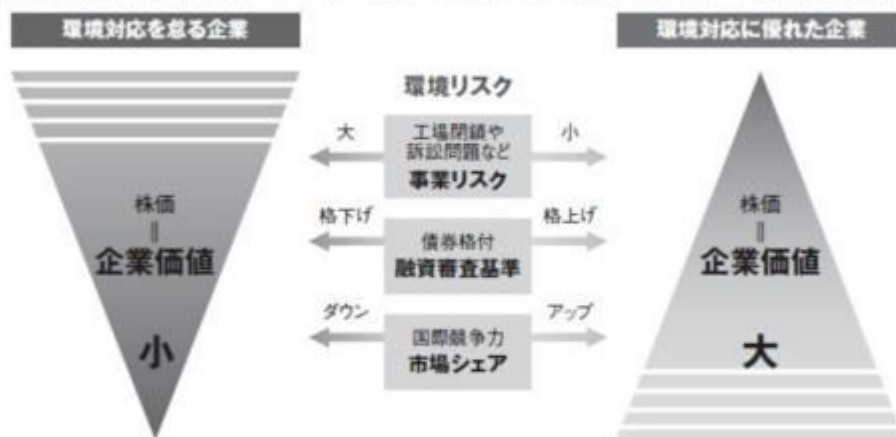 環境対応を怠る企業
環境対応に優れた企業
環境リスク
大
工場閉鎖や
訴訟問題など
事業リスク
小
格下げ
債券格付
融資審査基準
格上げ
ダウン
国際競争力
市場シェア
アップ
株価
||
企業価値
小
株価
||
企業価値
大